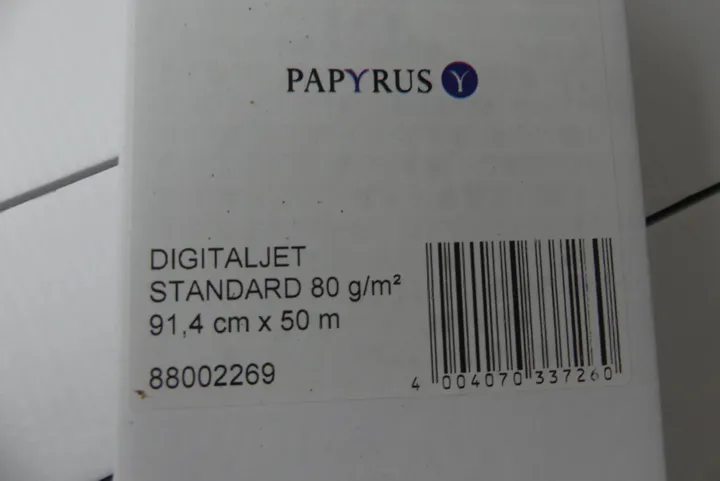 PAPYRUS
DIGITALJET
STANDARD 80 g/m²
91,4 cm x 50 m
88002269
4 004070 337260